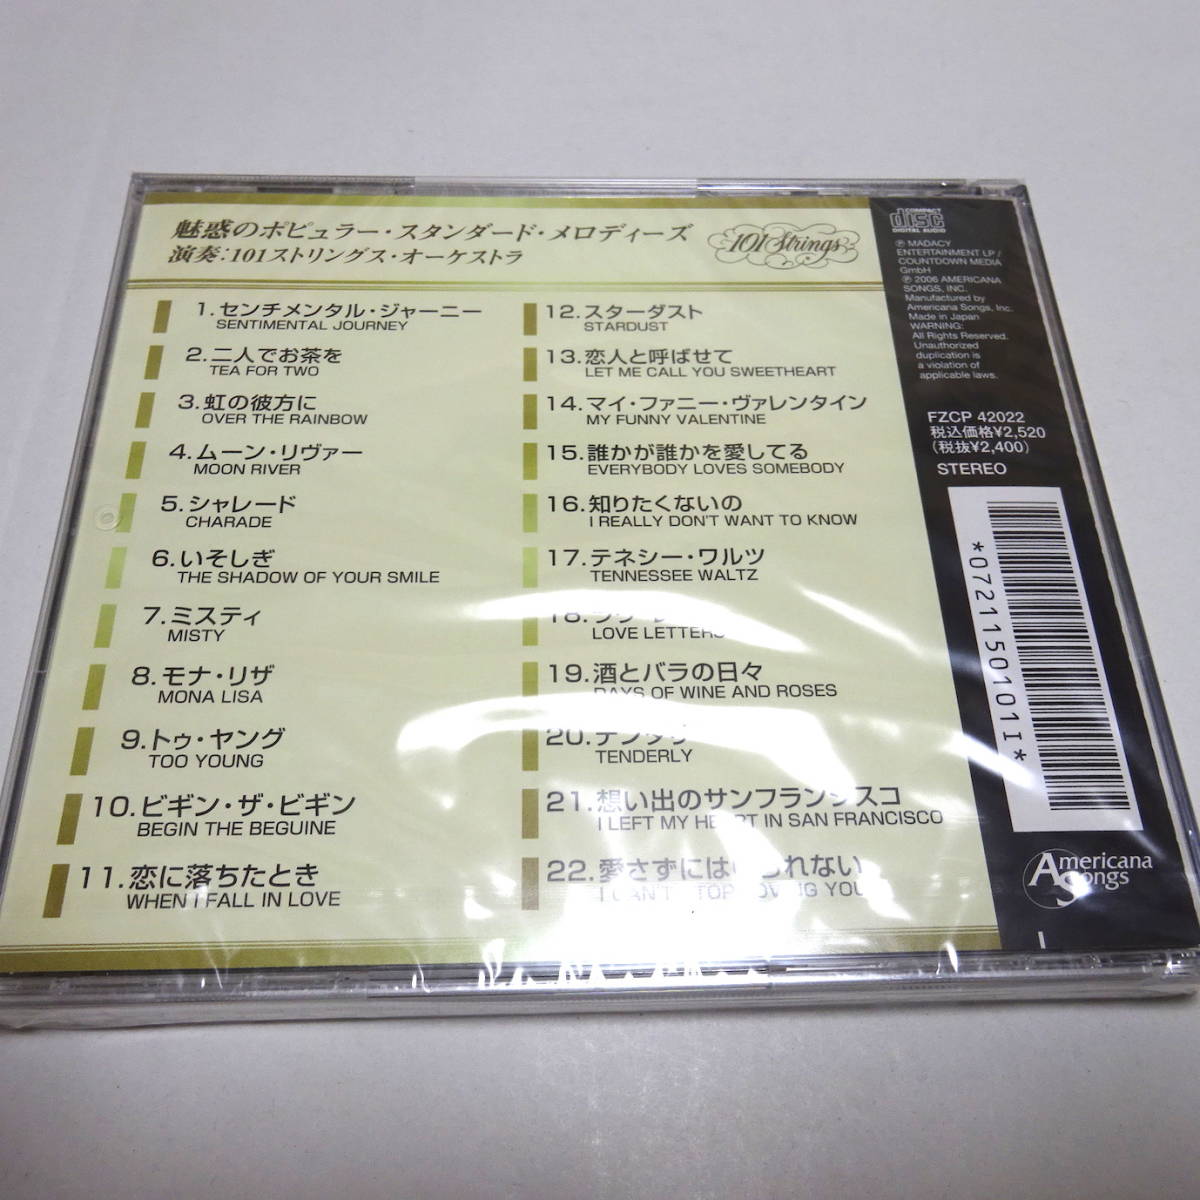 魅惑のポピュラー・スタンダード・メロディーズ
演奏:101ストリングス・オーケストラ
101 Strings
1.センチメンタル・ジャーニー
SENTIMENTAL JOURNEY
2.二人でお茶を
TEA FOR TWO
3.虹の彼方に
OVER THE RAINBOW
4.ムーン・リヴァー
MOON RIVER
5.シャレード
CHARADE
6.いそしぎ
THE SHADOW OF YOUR SMILE
7.ミスティ
MISTY
8.モナ・リザ
MONA LISA
9.トゥ・ヤング
TOO YOUNG
10.ビギン・ザ・ビギン
BEGIN THE BEGUINE
11.恋に落ちたとき
WHEN I FALL IN LOVE
12.スターダスト
STARDUST
13.恋人と呼ばせて
LET ME CALL YOU SWEETHEART
14.マイ・ファニー・ヴァレンタイン
MY FUNNY VALENTINE
15.誰かが誰かを愛してる
EVERYBODY LOVES SOMEBODY
16.知りたくないの
I REALLY DON'T WANT TO KNOW
17.テネシー・ワルツ
TENNESSEE WALTZ
18.
LOVE LETTERS
19.酒とバラの日々
DAYS OF WINE AND ROSES
20.テンダリ
TENDERLY
21.想い出のサンフランシスコ
I LEFT MY HEART IN SAN FRANCISCO
22.愛さずにはいられない
I CAN'T STOP LOVING YOU
COMPACT
disc
DIGITAL AUDIO
Ⓟ MADACY
ENTERTAINMENT LP /
COUNTDOWN MEDIA
GmbH
Ⓟ 2006 AMERICANA
SONGS, INC.
Manufactured by
Americana Songs, Inc.
Made in Japan
WARNING:
All Rights Reserved.
Unauthorized
duplication is
a violation of
applicable laws.
FZCP 42022
税込価格¥2,520
(税抜¥2,400)
STEREO
*0721150101I*
Americana
Songs